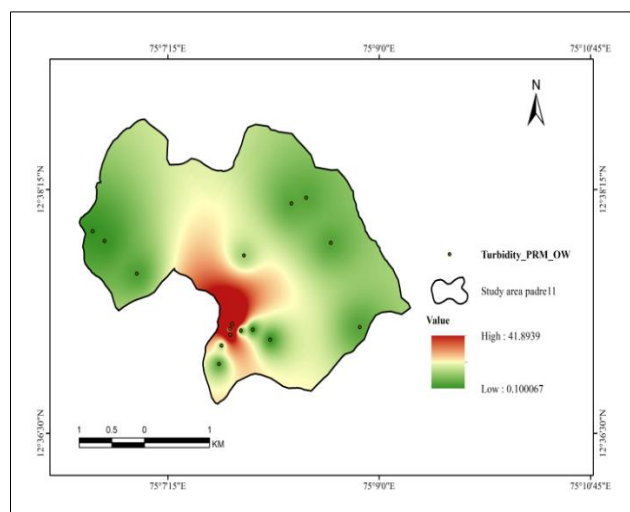 75°7'15"E
75°9'0"E
75°10'45"E
N
12°38'15"N
12°38'15"N
Turbidity_PRM_OW
Study area padre11
Value
High : 41.8939
Low : 0.100067
12°36'30"N
12°36'30"N
1 0.5 0 1
KM
75°7'15"E
75°9'0"E
75°10'45"E